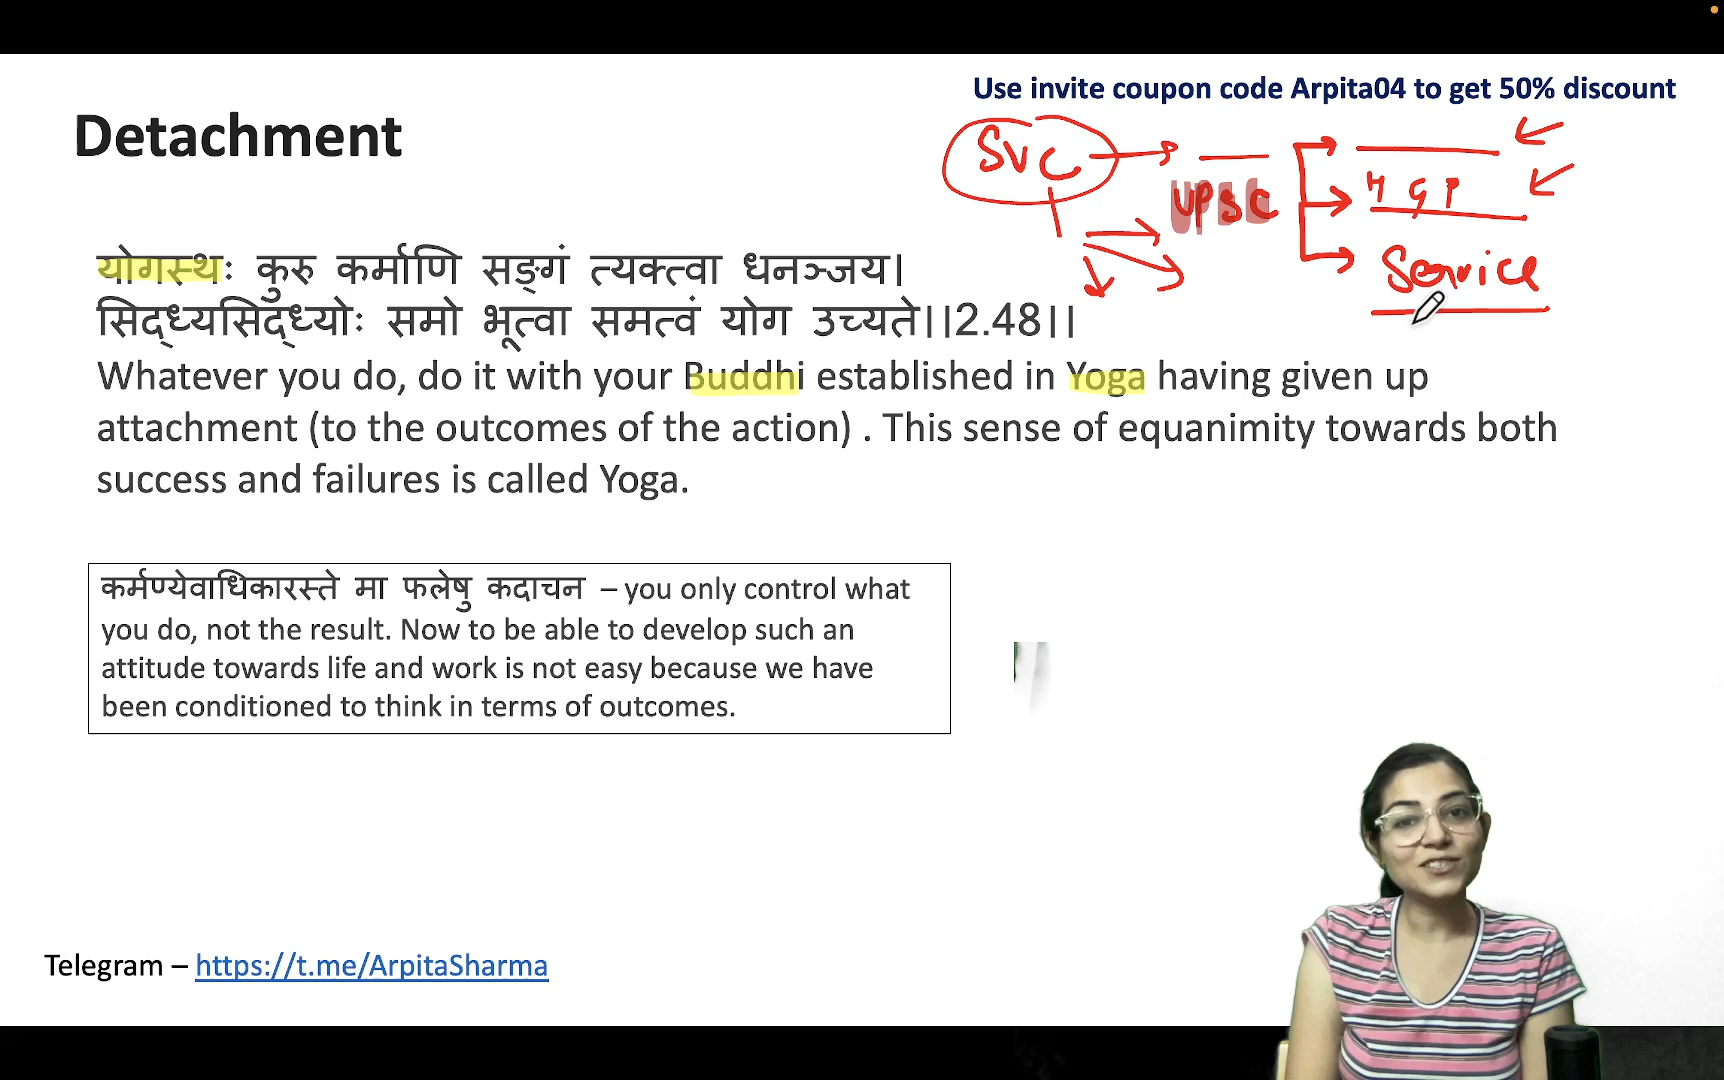 Use invite coupon code Arpita04 to get 50% discount
Detachment
SVC
UPSC
Service
योगस्थः कुरु कर्माणि सङ्गं त्यक्त्वा धनञ्जय।
सिद्ध्यसिद्ध्योः समो भूत्वा समत्वं योग उच्यते।।2.48।।
Whatever you do, do it with your Buddhi established in Yoga having given up
attachment (to the outcomes of the action) . This sense of equanimity towards both
success and failures is called Yoga.
कर्मण्येवाधिकारस्ते मा फलेषु कदाचन – you only control what
you do, not the result. Now to be able to develop such an
attitude towards life and work is not easy because we have
been conditioned to think in terms of outcomes.
Telegram – https://t.me/ArpitaSharma